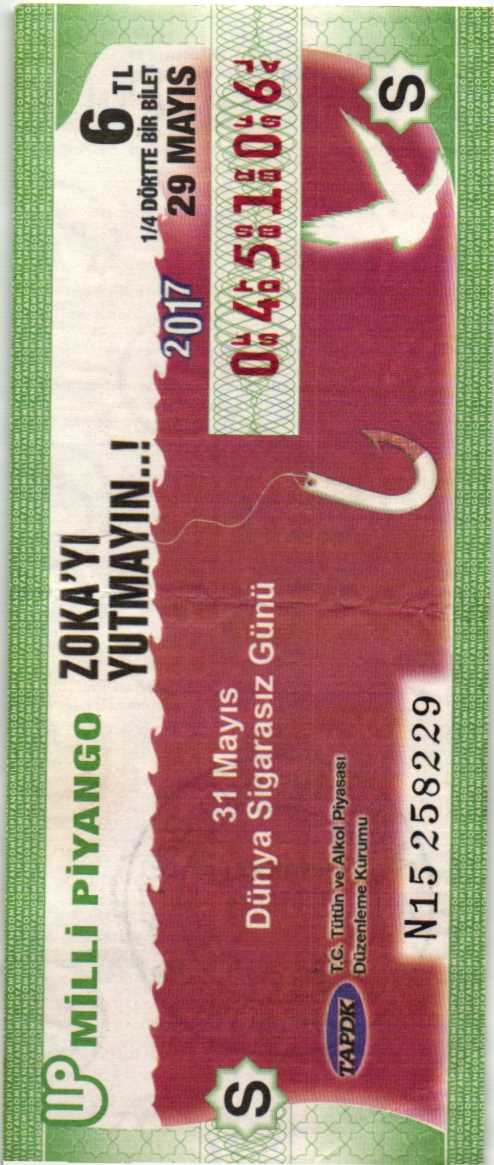 MİLLİ PİYANGO
ZOKA'YI
YUTMAYIN..!
6 TL
1/4 DÖRTTE BİR BİLET
29 MAYIS
2017
045106
31 Mayıs
Dünya Sigarasız Günü
TAPDK
T.C. Tütün ve Alkol Piyasası
Düzenleme Kurumu
N15 258229
S
S